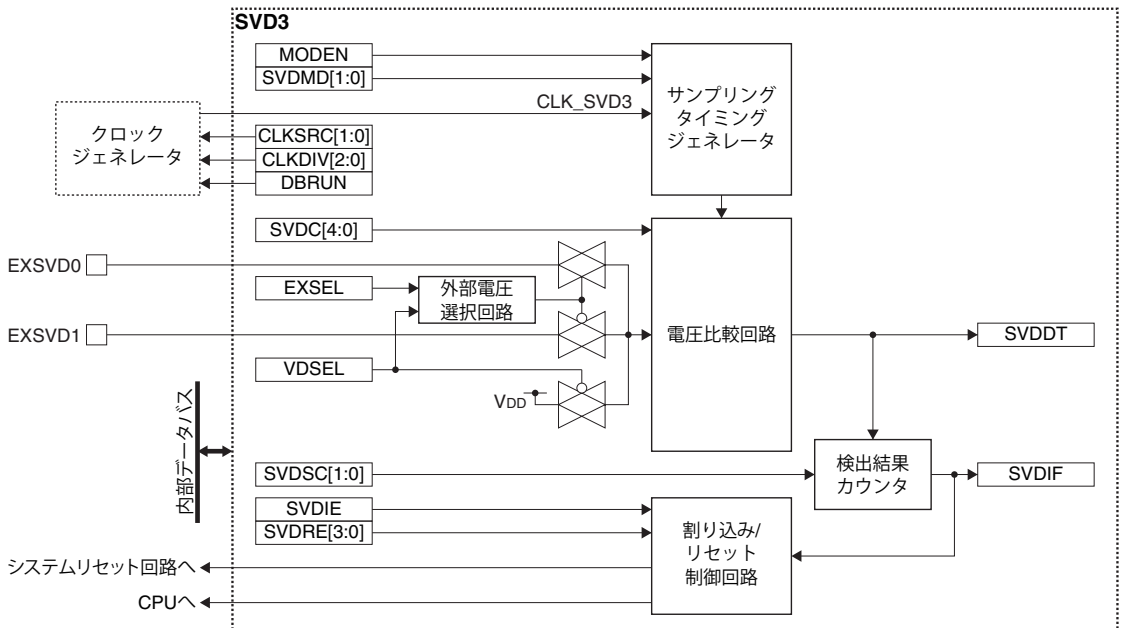 SVD3
MODEN
SVDMD[1:0]
CLK_SVD3
サンプリング
タイミング
ジェネレータ
クロック
ジェネレータ
CLKSRC[1:0]
CLKDIV[2:0]
DBRUN
SVDC[4:0]
EXSVD0
EXSEL
外部電圧
選択回路
EXSVD1
電圧比較回路
SVDDT
VDSEL
VDD
内部データバス
SVDSC[1:0]
検出結果
カウンタ
SVDIF
SVDIE
SVDRE[3:0]
割り込み/
リセット
制御回路
システムリセット回路へ
CPUへ